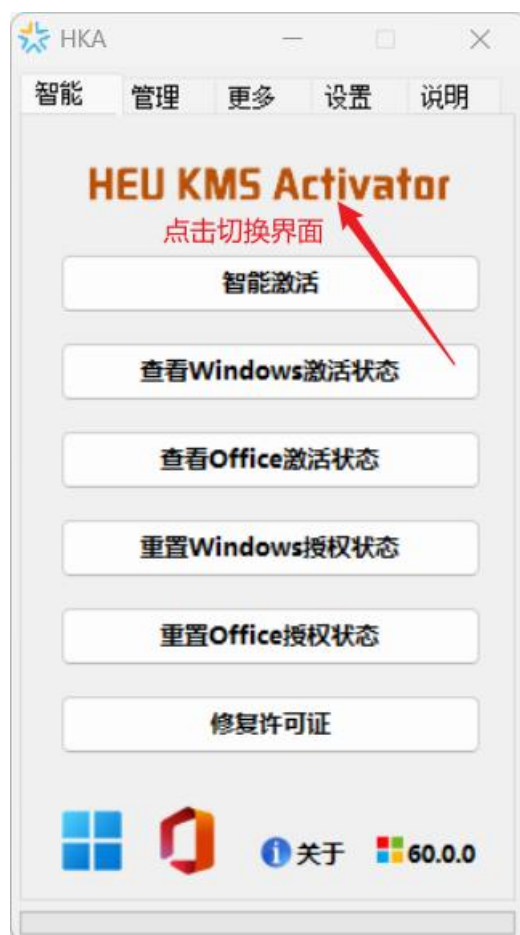 HKA
智能 管理 更多 设置 说明
HEU KMS Activator
点击切换界面
智能激活
查看Windows激活状态
查看Office激活状态
重置Windows授权状态
重置Office授权状态
修复许可证
关于 60.0.0